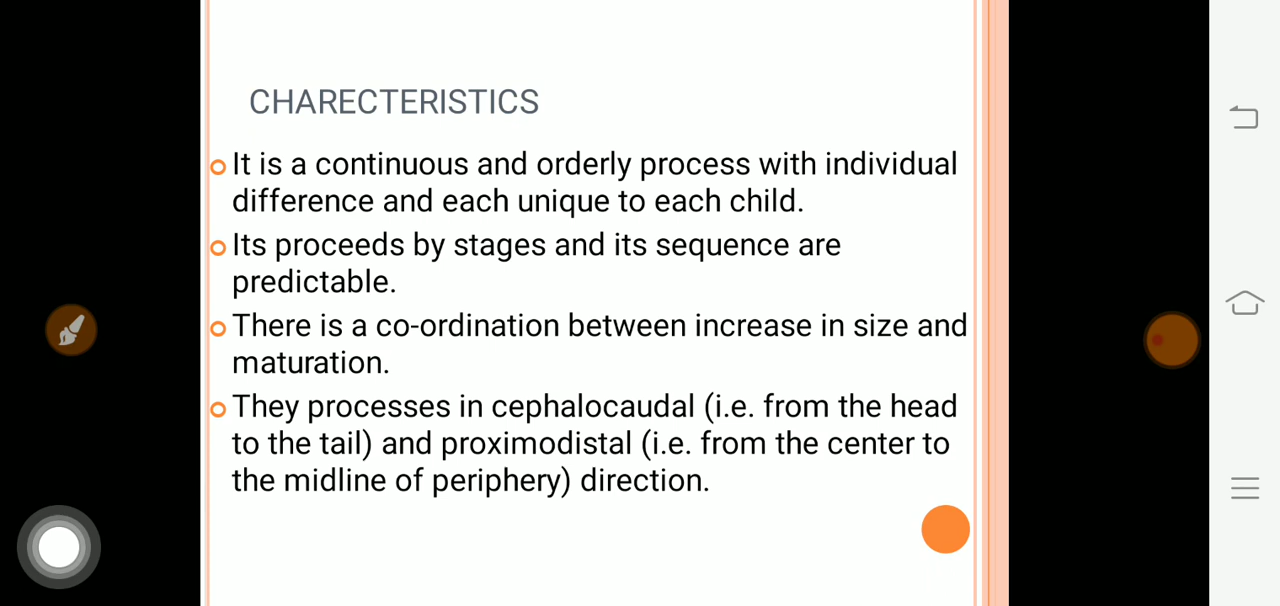 CHARECTERISTICS
It is a continuous and orderly process with individual
difference and each unique to each child.
Its proceeds by stages and its sequence are
predictable.
There is a co-ordination between increase in size and
maturation.
They processes in cephalocaudal (i.e. from the head
to the tail) and proximodistal (i.e. from the center to
the midline of periphery) direction.